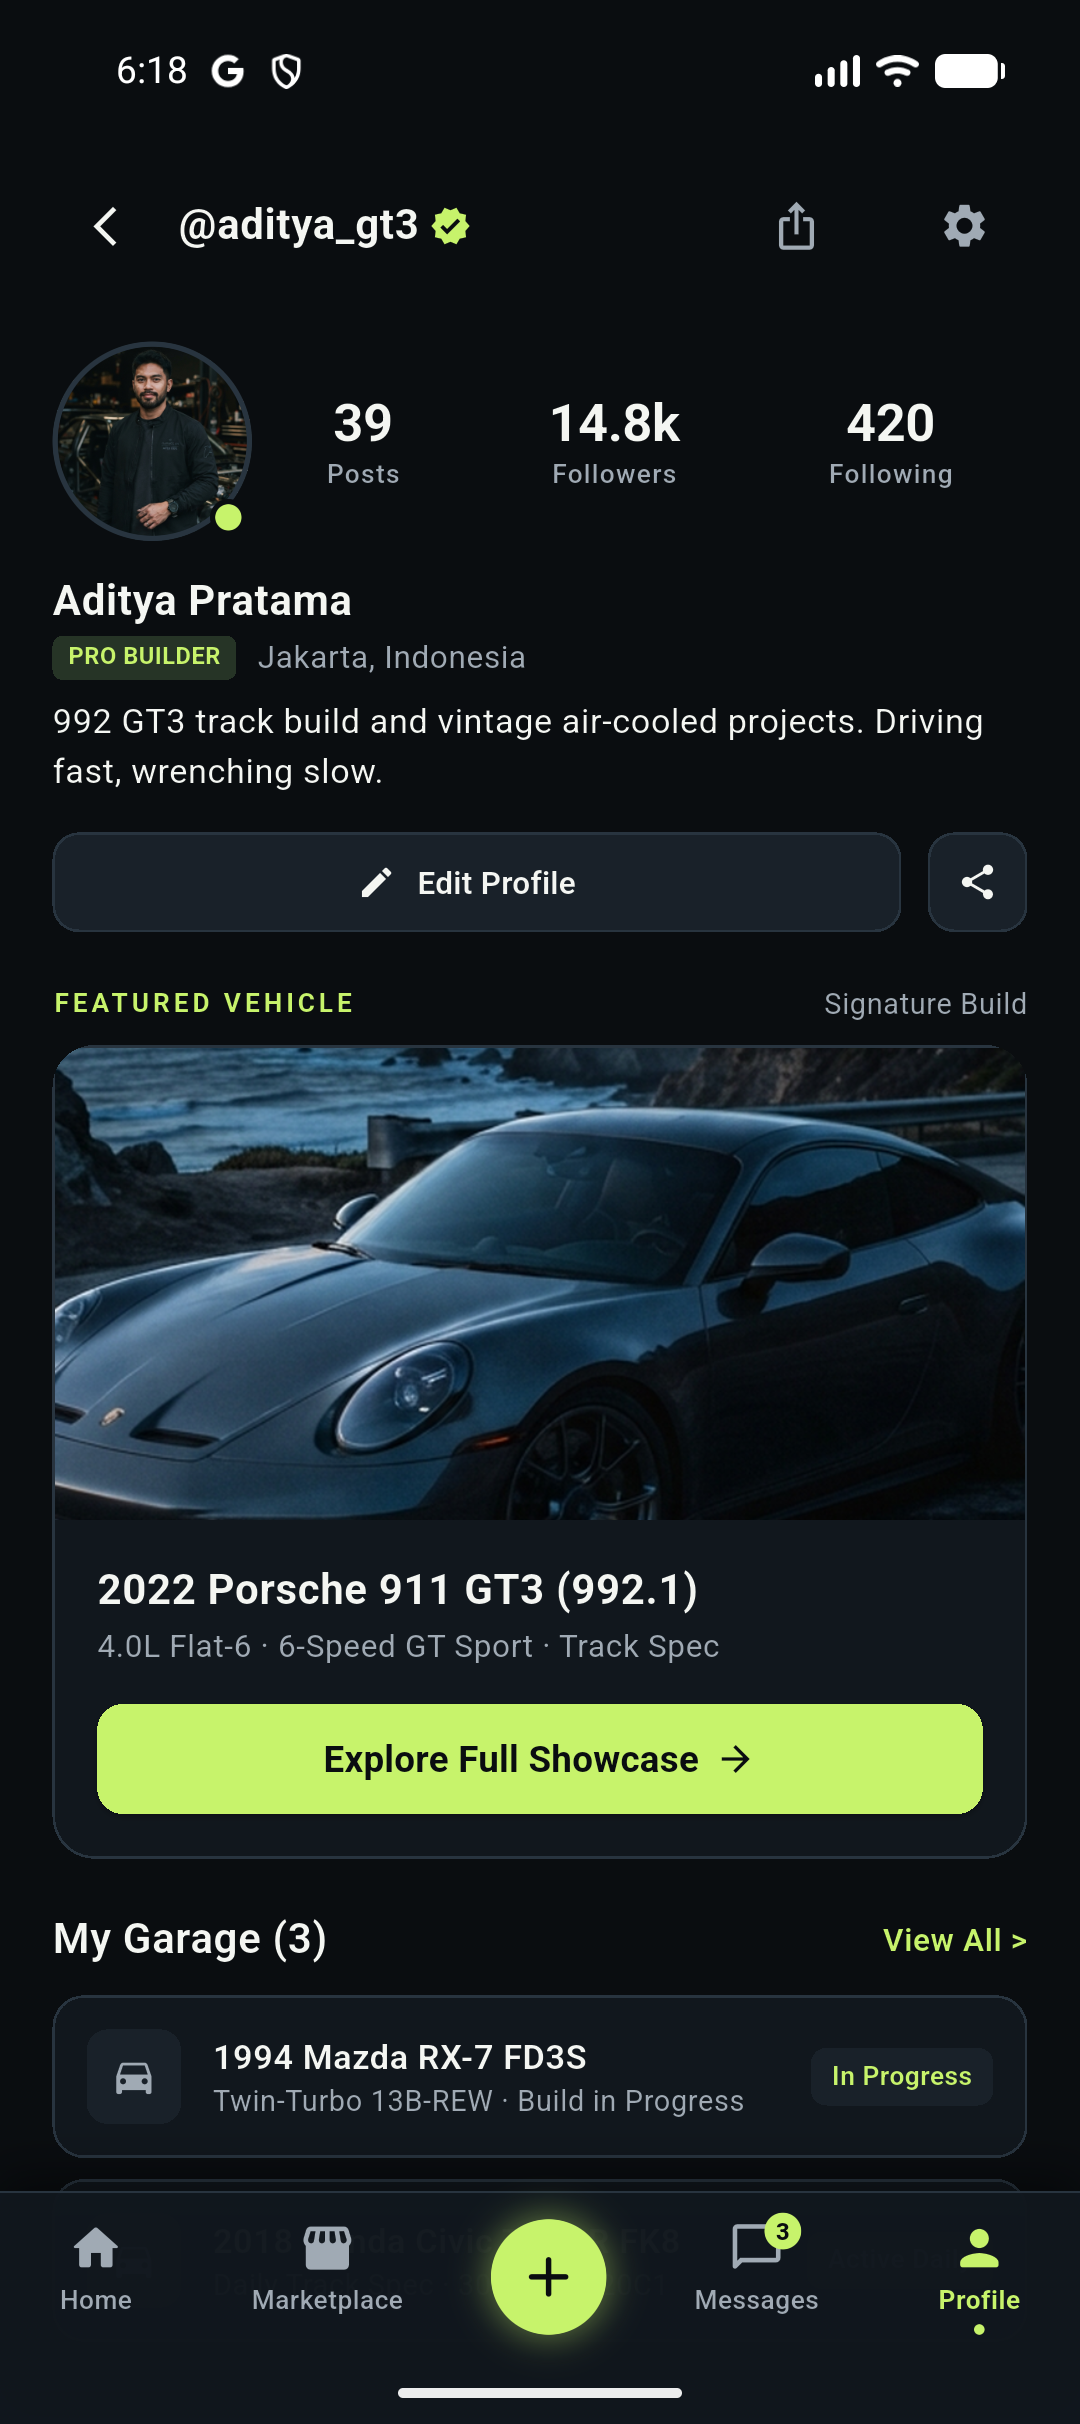 6:18
@aditya_gt3
39
Posts
14.8k
Followers
420
Following
Aditya Pratama
PRO BUILDER
Jakarta, Indonesia
992 GT3 track build and vintage air-cooled projects. Driving
fast, wrenching slow.
Edit Profile
FEATURED VEHICLE
Signature Build
2022 Porsche 911 GT3 (992.1)
4.0L Flat-6 · 6-Speed GT Sport · Track Spec
Explore Full Showcase →
My Garage (3)
View All >
1994 Mazda RX-7 FD3S
Twin-Turbo 13B-REW · Build in Progress
In Progress
2018
FK8
Home
Marketplace
3
Messages
Profile